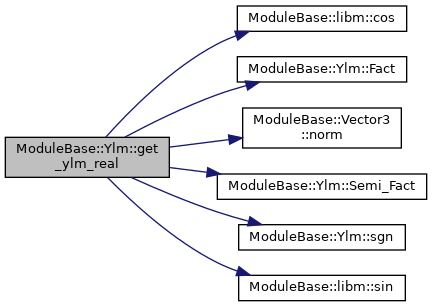 ModuleBase::libm::cos
ModuleBase::Ylm::Fact
ModuleBase::Vector3
::norm
ModuleBase::Ylm::get
_ylm_real
ModuleBase::Ylm::Semi_Fact
ModuleBase::Ylm::sgn
ModuleBase::libm::sin